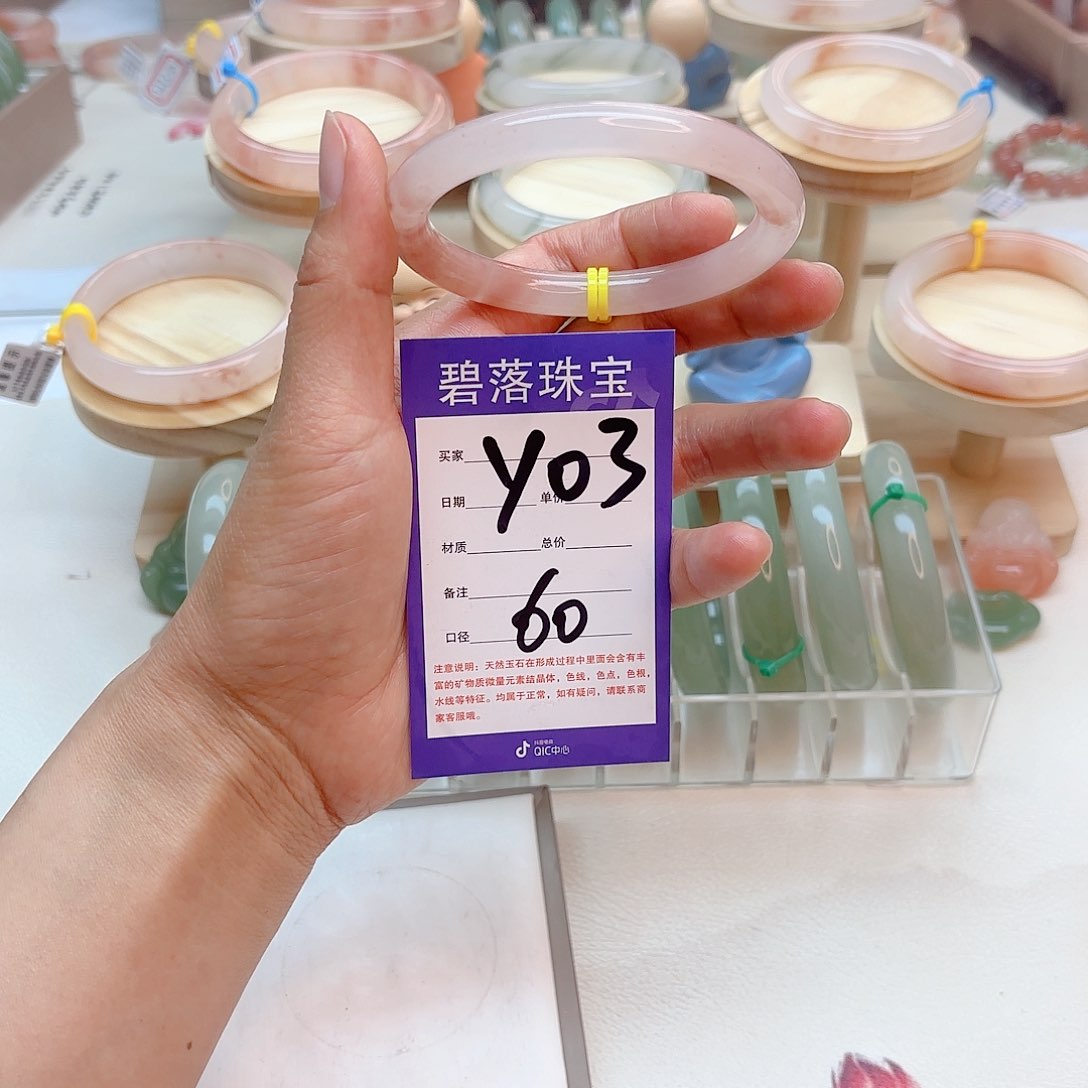 碧落珠宝
买家
Y03
日期 单价
材质 总价
备注
60
口径
注意说明：天然玉石在形成过程中里面会含有丰
富的矿物质微量元素结晶体，色线，色点，色根，
水线等特征。均属于正常，如有疑问，请联系商
家客服哦。
抖音电商
QIC中心